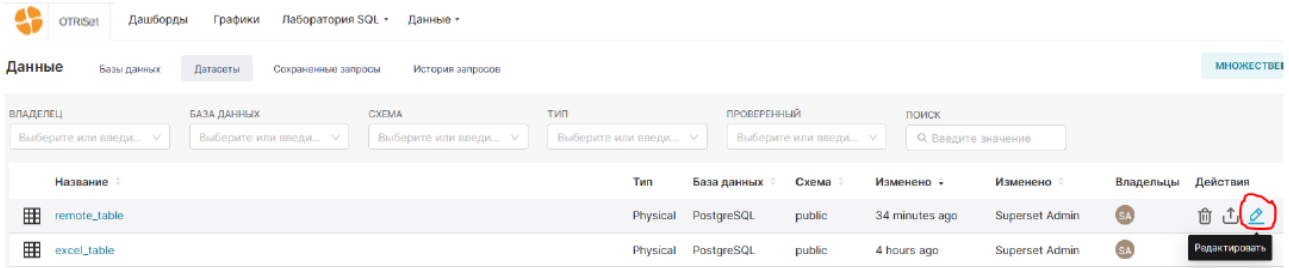 OTRiSet Дашборды Графики Лаборатория SQL Данные
Данные Базы данных Датасеты Сохраненные запросы История запросов МНОЖЕСТВЕ
ВЛАДЕЛЕЦ БАЗА ДАННЫХ СХЕМА ТИП ПРОВЕРЕННЫЙ ПОИСК
Выберите или введи... Выберите или введи... Выберите или введи... Выберите или введи... Выберите или введи... Введите значение
Название Тип База данных Схема Изменено Изменено Владельцы Действия
remote_table Physical PostgreSQL public 34 minutes ago Superset Admin SA
excel_table Physical PostgreSQL public 4 hours ago Superset Admin SA Редактировать